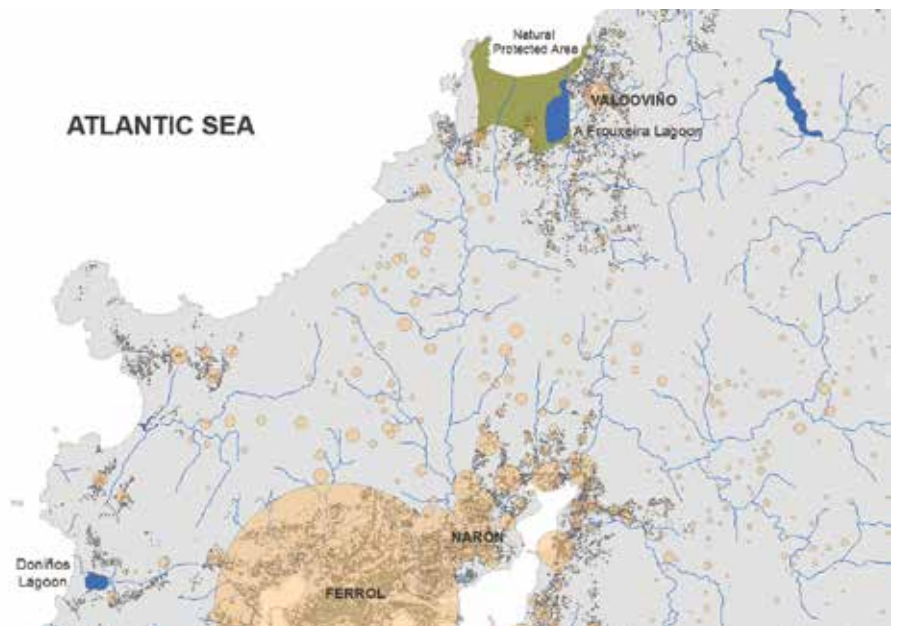 Natural
Protected Area
ATLANTIC SEA
VALDOVIÑO
A Frouxeira Lagoon
NARÓN
Doniños
Lagoon
FERROL